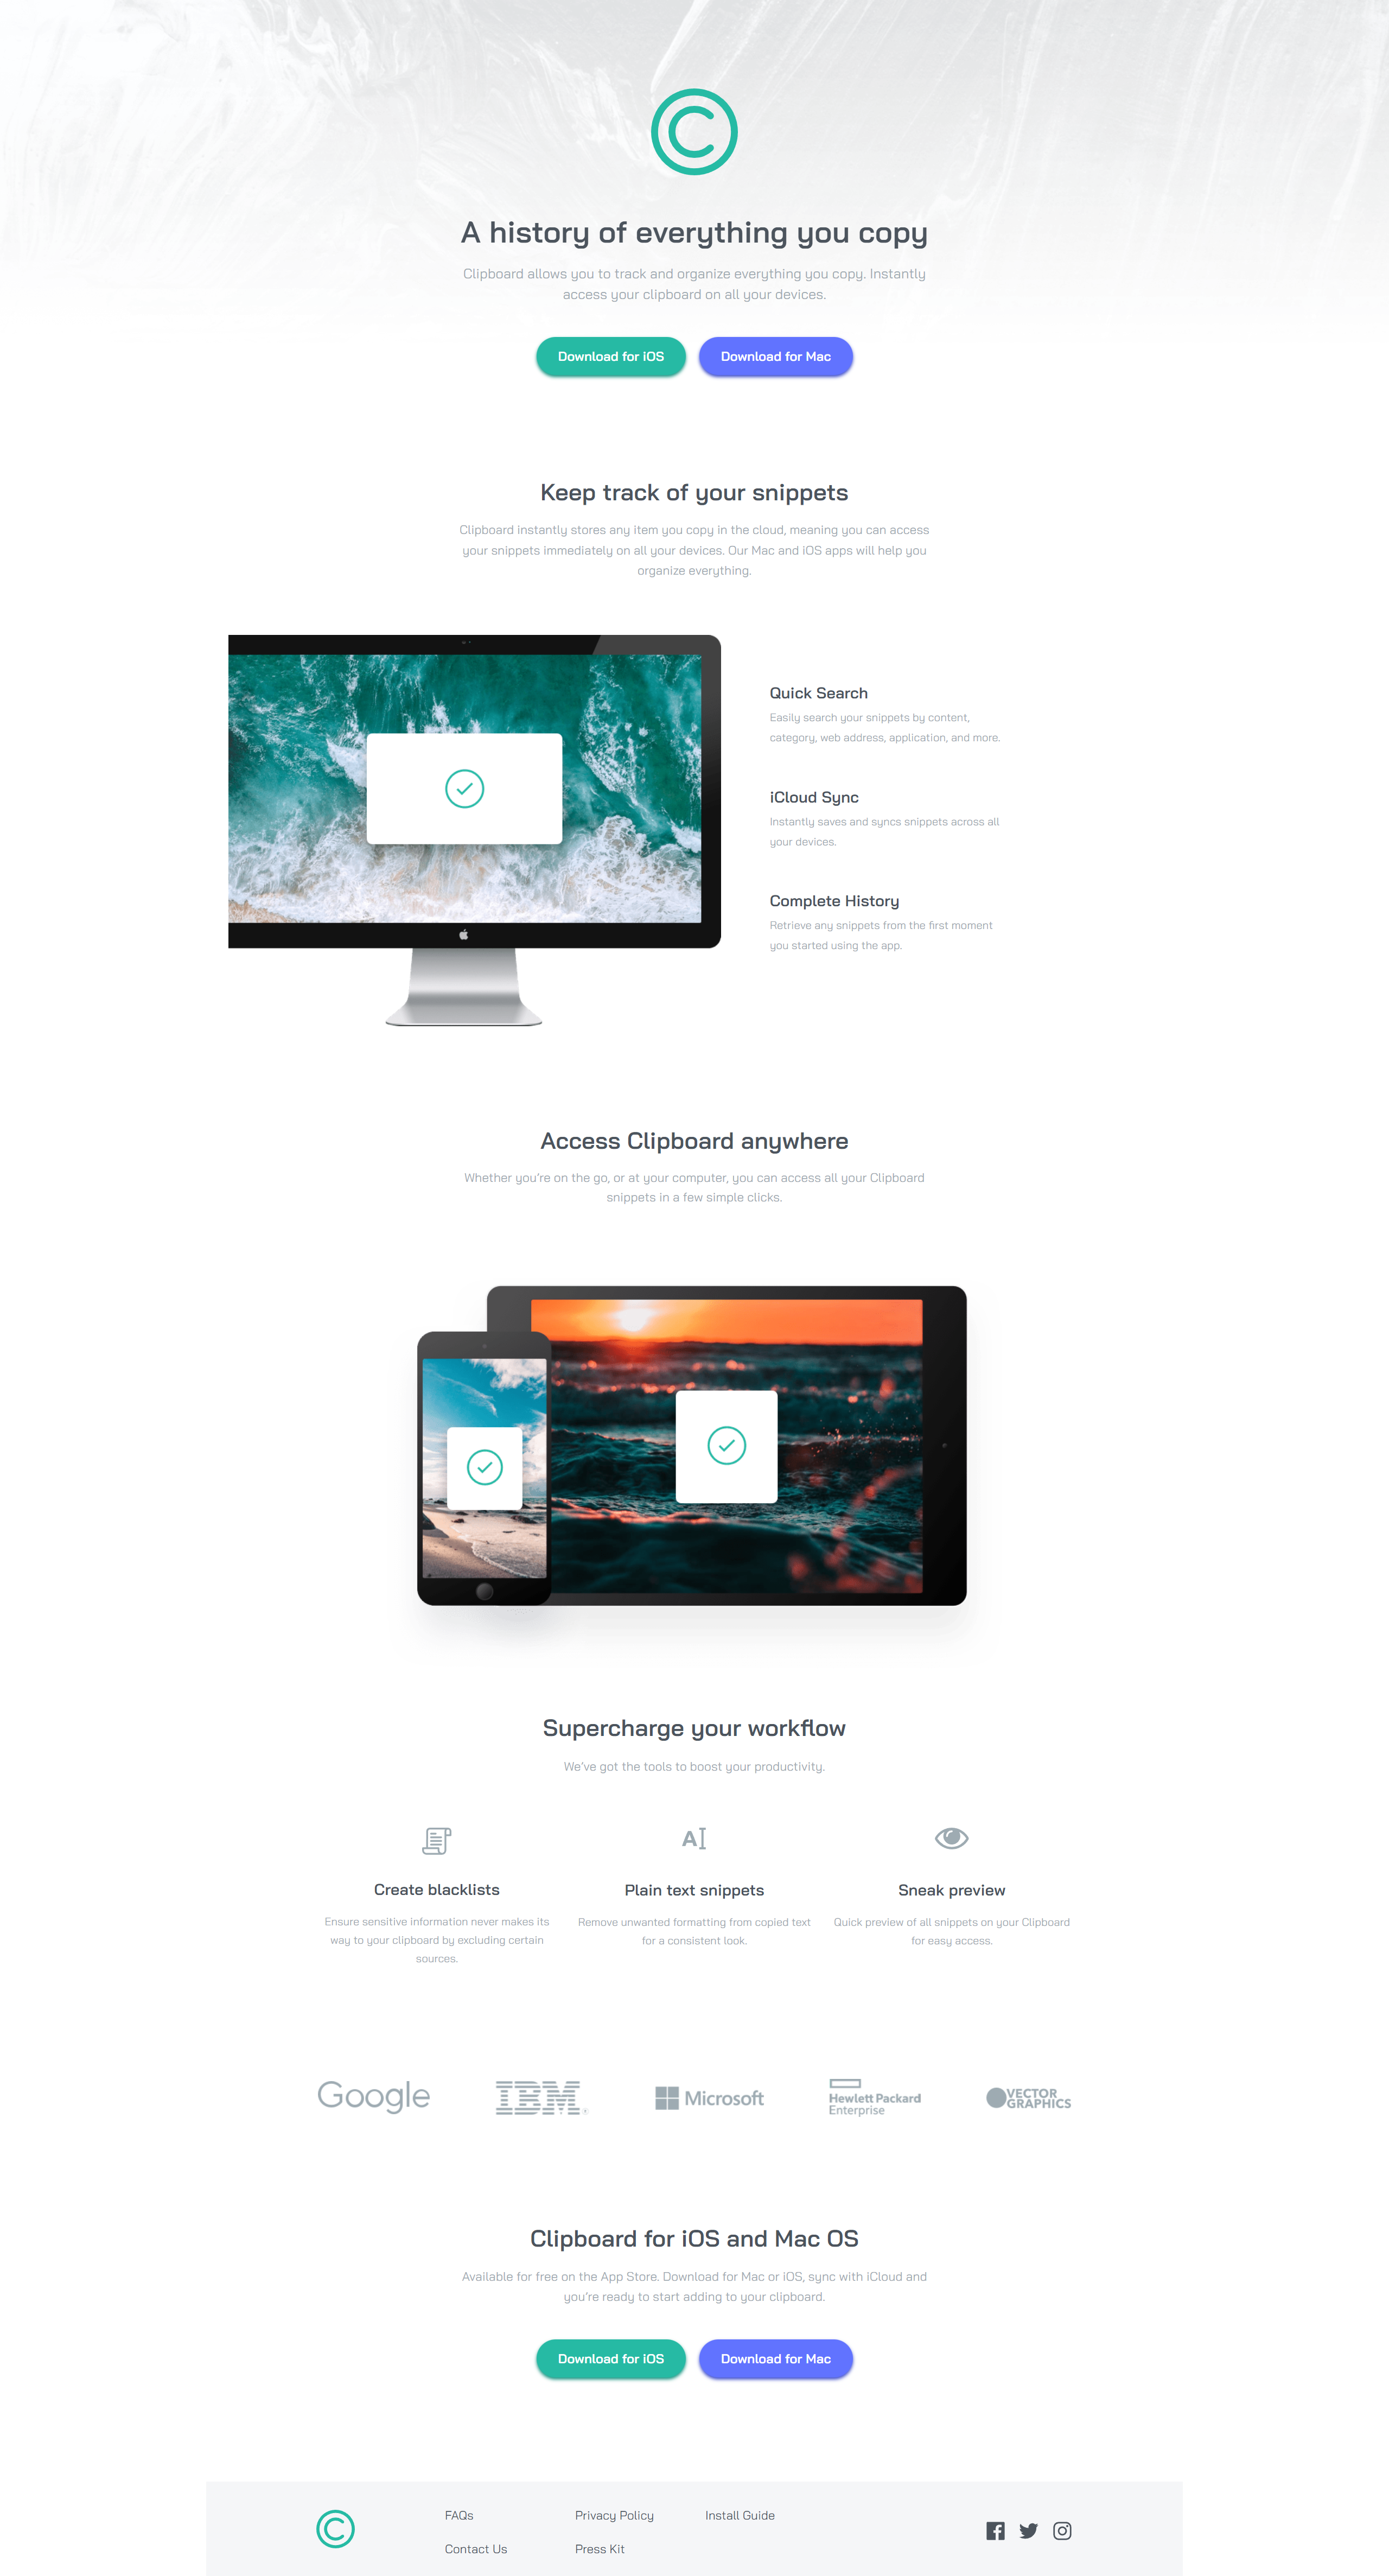 A history of everything you copy
Clipboard allows you to track and organize everything you copy. Instantly
access your clipboard on all your devices.
Download for iOS
Download for Mac
Keep track of your snippets
Clipboard instantly stores any item you copy in the cloud, meaning you can access
your snippets immediately on all your devices. Our Mac and iOS apps will help you
organize everything.
Quick Search
Easily search your snippets by content,
category, web address, application, and more.
iCloud Sync
Instantly saves and syncs snippets across all
your devices.
Complete History
Retrieve any snippets from the first moment
you started using the app.
Access Clipboard anywhere
Whether you’re on the go, or at your computer, you can access all your Clipboard
snippets in a few simple clicks.
Supercharge your workflow
We’ve got the tools to boost your productivity.
Create blacklists
Ensure sensitive information never makes its
way to your clipboard by excluding certain
sources.
Plain text snippets
Remove unwanted formatting from copied text
for a consistent look.
Sneak preview
Quick preview of all snippets on your Clipboard
for easy access.
Google
IBM
Microsoft
Hewlett Packard
Enterprise
VECTOR
GRAPHICS
Clipboard for iOS and Mac OS
Available for free on the App Store. Download for Mac or iOS, sync with iCloud and
you’re ready to start adding to your clipboard.
Download for iOS
Download for Mac
FAQs
Contact Us
Privacy Policy
Press Kit
Install Guide